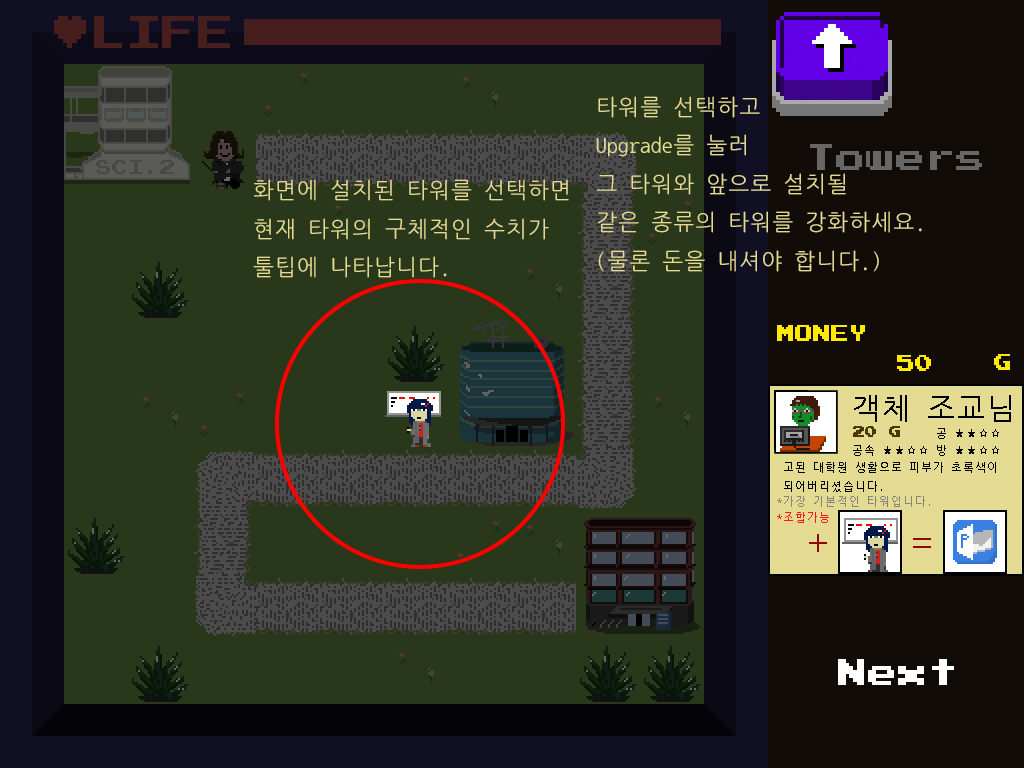 LIFE
SCI.2
화면에 설치된 타워를 선택하면
현재 타워의 구체적인 수치가
툴팁에 나타납니다.
타워를 선택하고
Upgrade를 눌러
그 타워와 앞으로 설치될
같은 종류의 타워를 강화하세요.
(물론 돈을 내셔야 합니다.)
Towers
MONEY
50 G
객체 조교님
20 G 공 ★★☆☆
공속 ★★☆☆ 방 ★★☆☆
고된 대학원 생활으로 피부가 초록색이
되어버리셨습니다.
*가장 기본적인 타워입니다.
*조합가능
+ =
P
Next